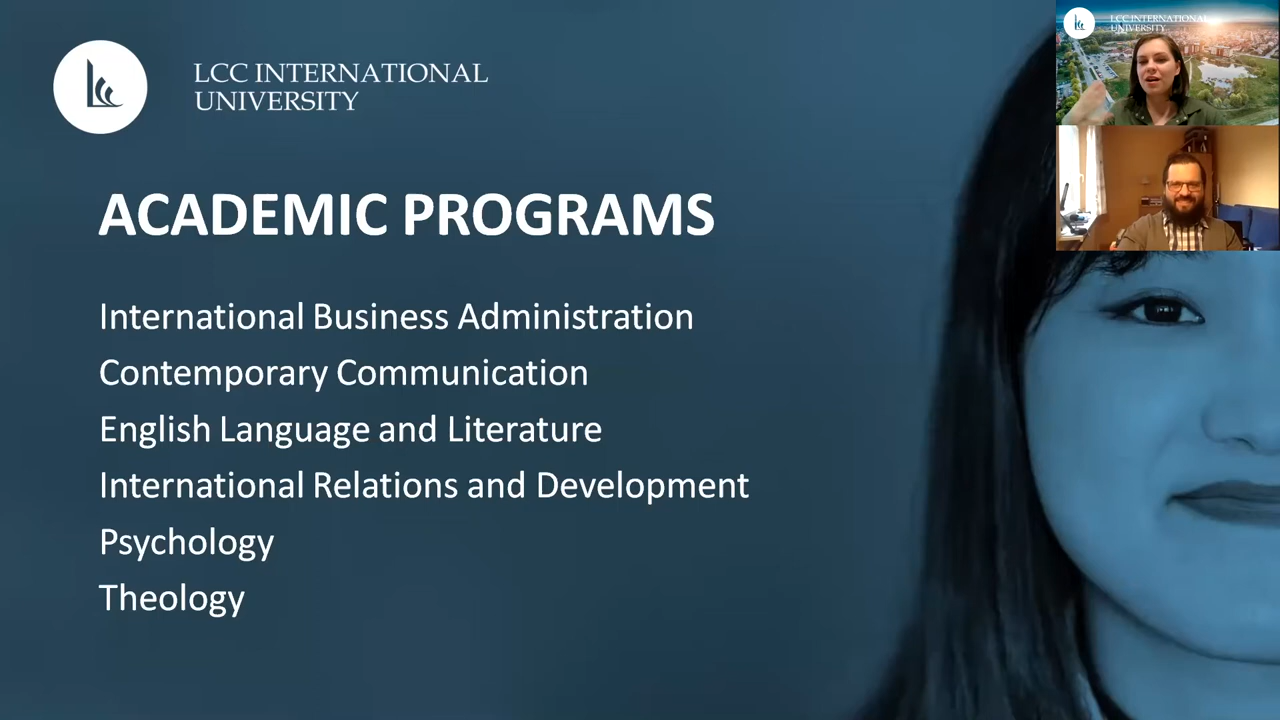 LCC INTERNATIONAL
UNIVERSITY
ACADEMIC PROGRAMS
International Business Administration
Contemporary Communication
English Language and Literature
International Relations and Development
Psychology
Theology
LCC INTERNATIONAL
UNIVERSITY